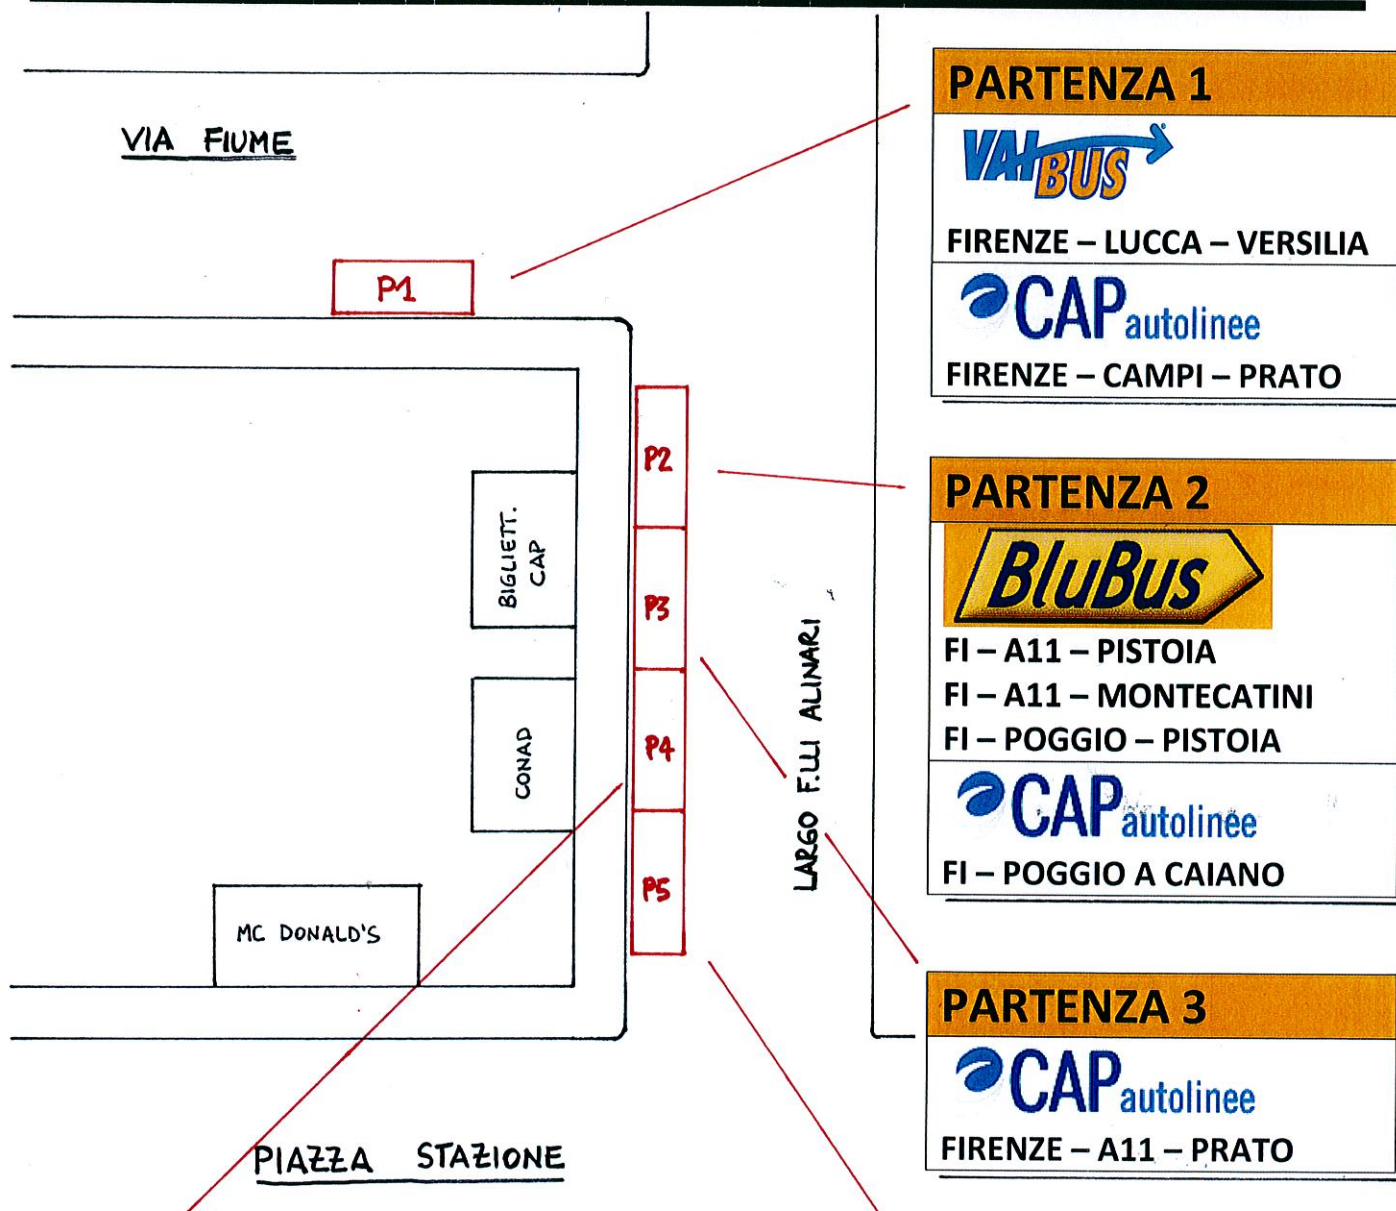 VIA FIUME
P1
P2
P3
P4
P5
BIGLIETT.
CAP
CONAD
MC DONALD'S
LARGO F.LLI ALINARI
PIAZZA STAZIONE
PARTENZA 1
VAIBUS
FIRENZE – LUCCA – VERSILIA
CAP autolinee
FIRENZE – CAMPI – PRATO
PARTENZA 2
BluBus
FI – A11 – PISTOIA
FI – A11 – MONTECATINI
FI – POGGIO – PISTOIA
CAP autolinee
FI – POGGIO A CAIANO
PARTENZA 3
CAP autolinee
FIRENZE – A11 – PRATO